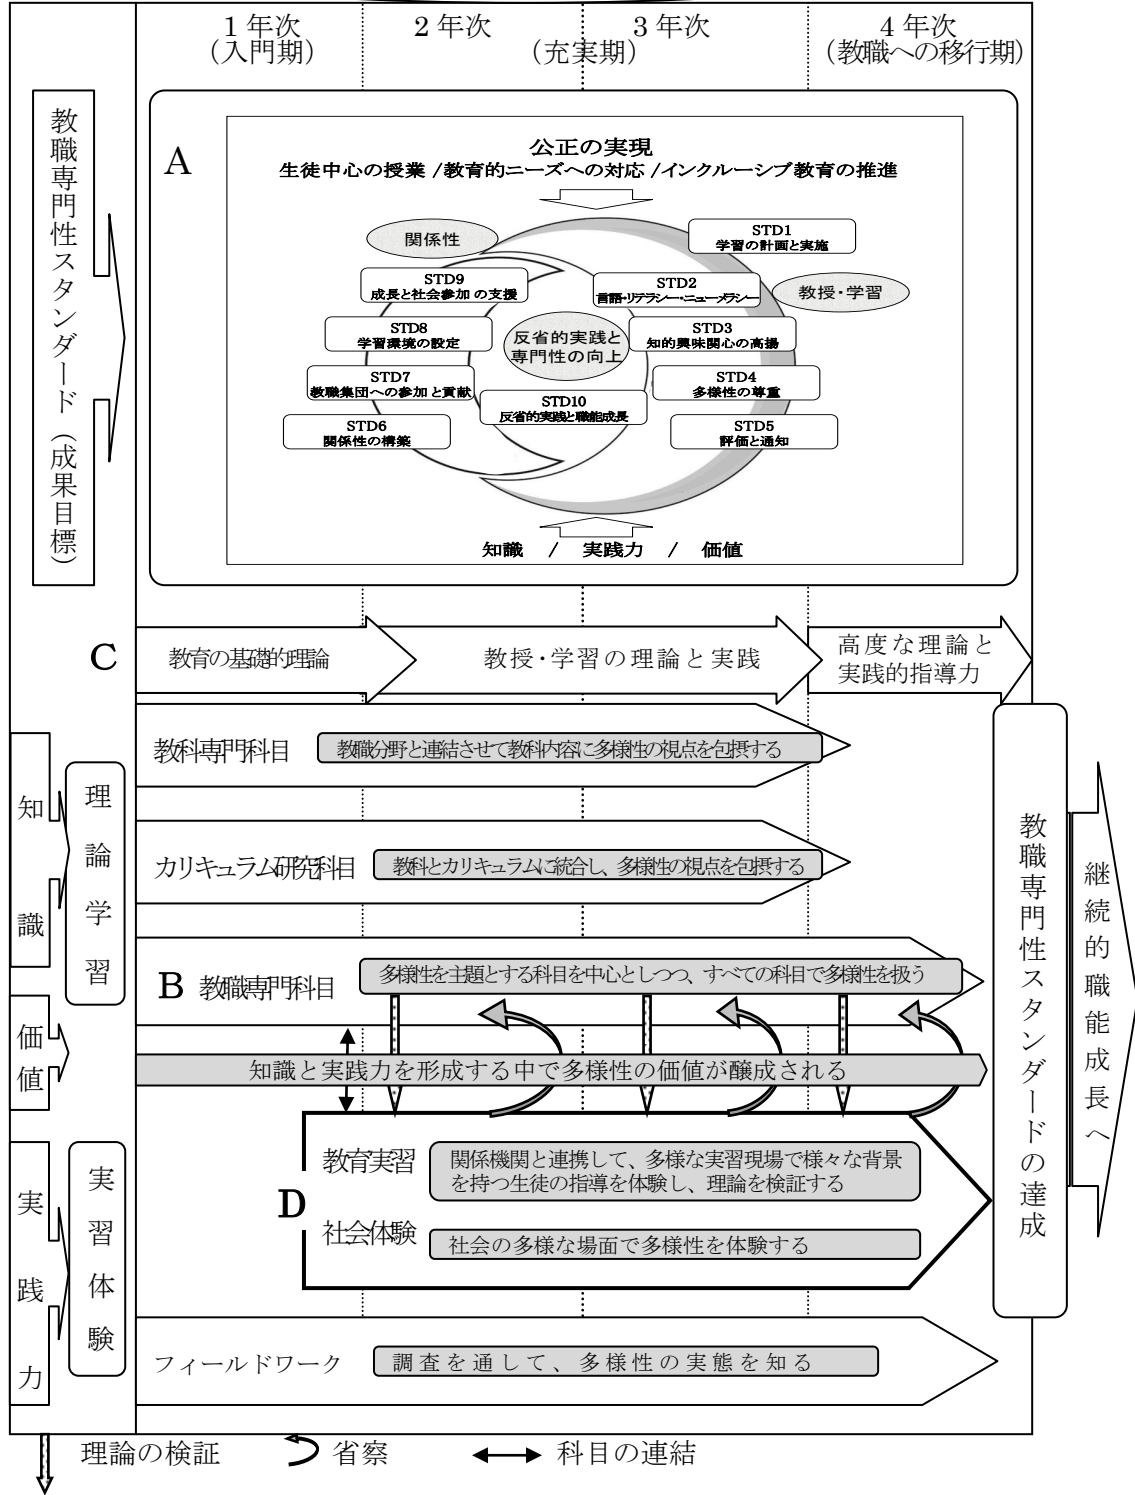 1 年次
(入門期)
2 年次
3 年次
(充実期)
4 年次
(教職への移行期)
教職専門性スタンダード(成果目標)
A
公正の実現
生徒中心の授業 /教育的ニーズへの対応 /インクルーシブ教育の推進
関係性
STD1
学習の計画と実施
STD9
成長と社会参加 の支援
STD2
言語・リテラシー・ニューメラシー
教授・学習
STD8
学習環境の設定
反省的実践と
専門性の向上
STD3
知的興味関心の高揚
STD7
教職集団への参加 と貢献
STD4
多様性の尊重
STD10
反省的実践と職能成長
STD6
関係性の構築
STD5
評価と通知
知識 / 実践力 / 価値
C
教育の基礎的理論
教授・学習の理論と実践
高度な理論と
実践的指導力
知識
理論学習
教科専門科目
教職分野と連結させて教科内容に多様性の視点を包摂する
カリキュラム研究科目
教科とカリキュラムに統合し、多様性の視点を包摂する
B
教職専門科目
多様性を主題とする科目を中心としつつ、すべての科目で多様性を扱う
価値
知識と実践力を形成する中で多様性の価値が醸成される
実践力
実習体験
D
教育実習
関係機関と連携して、多様な実習現場で様々な背景
を持つ生徒の指導を体験し、理論を検証する
社会体験
社会の多様な場面で多様性を体験する
フィールドワーク
調査を通して、多様性の実態を知る
教職専門性スタンダードの達成
継続的職能成長へ
理論の検証
省察
科目の連結